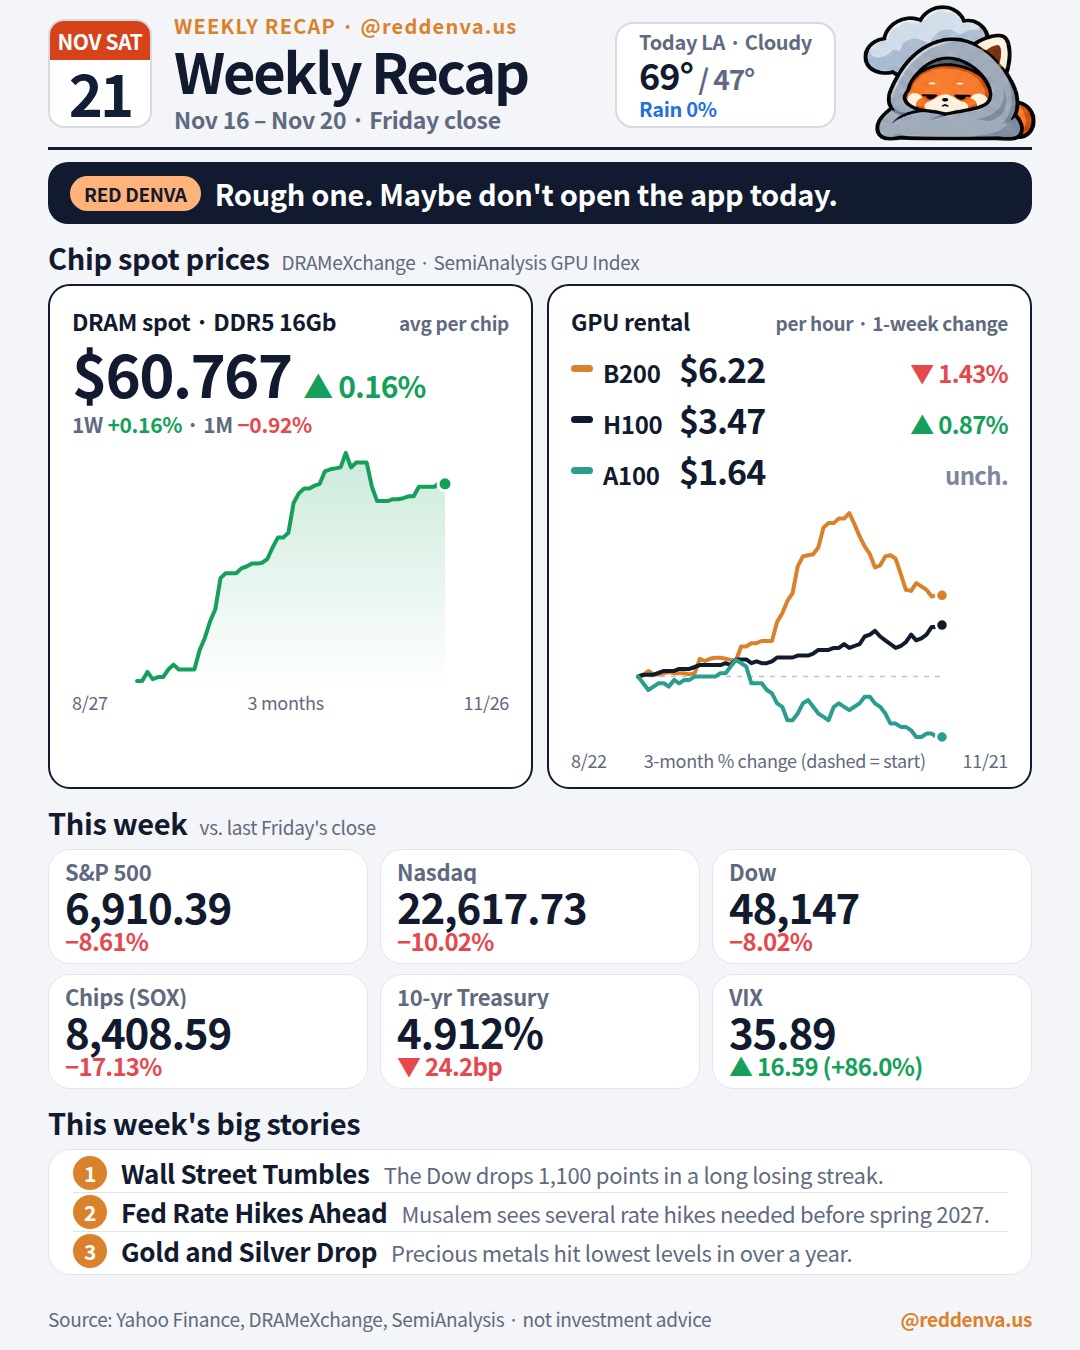 NOV SAT
21
WEEKLY RECAP · @reddenva.us
Weekly Recap
Nov 16 – Nov 20 · Friday close
Today LA · Cloudy
69° / 47°
Rain 0%
RED DENVA Rough one. Maybe don't open the app today.
Chip spot prices DRAMeXchange · SemiAnalysis GPU Index
DRAM spot · DDR5 16Gb avg per chip
$60.767 ▲ 0.16%
1W +0.16% · 1M −0.92%
8/27 3 months 11/26
GPU rental per hour · 1-week change
B200 $6.22 ▼ 1.43%
H100 $3.47 ▲ 0.87%
A100 $1.64 unch.
8/22 3-month % change (dashed = start) 11/21
This week vs. last Friday's close
S&P 500
6,910.39
−8.61%
Nasdaq
22,617.73
−10.02%
Dow
48,147
−8.02%
Chips (SOX)
8,408.59
−17.13%
10-yr Treasury
4.912%
▼ 24.2bp
VIX
35.89
▲ 16.59 (+86.0%)
This week's big stories
1 Wall Street Tumbles The Dow drops 1,100 points in a long losing streak.
2 Fed Rate Hikes Ahead Musalem sees several rate hikes needed before spring 2027.
3 Gold and Silver Drop Precious metals hit lowest levels in over a year.
Source: Yahoo Finance, DRAMeXchange, SemiAnalysis · not investment advice @reddenva.us